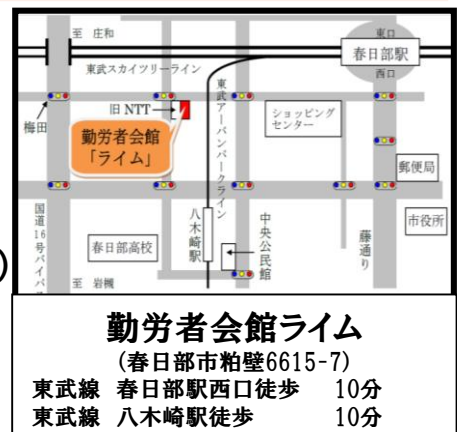 至 庄和
東口
春日部駅
西口
東武スカイツリーライン
東武アーバンパークライン
旧 NTT
ショッピング
センター
梅田
勤労者会館
「ライム」
郵便局
国道16号バイパス
八木崎駅
中央公民館
藤通り
市役所
春日部高校
至 岩槻
)
勤労者会館ライム
(春日部市粕壁6615-7)
東武線 春日部駅西口徒歩 10分
東武線 八木崎駅徒歩 10分